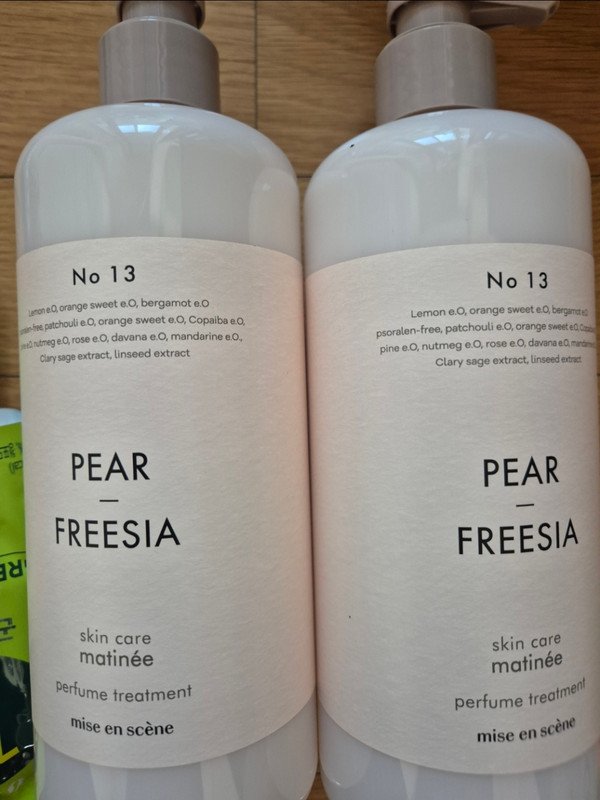 No 13
Lemon e.O, orange sweet e.O, bergamot e.O
psoralen-free, patchouli e.O, orange sweet e.O, Copaiba e.O,
pine e.O, nutmeg e.O, rose e.O, davana e.O, mandarine e.O.,
Clary sage extract, linseed extract
PEAR
FREESIA
skin care
matinée
perfume treatment
mise en scène
No 13
Lemon e.O, orange sweet e.O, bergamot e.O
psoralen-free, patchouli e.O, orange sweet e.O,
pine e.O, nutmeg e.O, rose e.O, davana e.O,
Clary sage extract, linseed extract
PEAR
FREESIA
skin care
matinée
perfume treatment
mise en scène